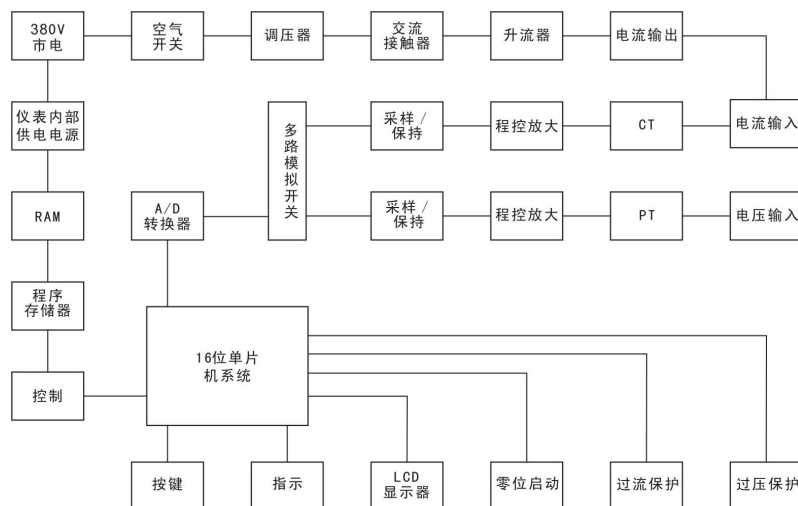 380V
市电
空气
开关
调压器
交流
接触器
升流器
电流输出
仪表内部
供电电源
多路模拟开关
采样/
保持
程控放大
CT
电流输入
RAM
A/D
转换器
采样/
保持
程控放大
PT
电压输入
程序
存储器
16位单片
机系统
控制
按键
指示
LCD
显示器
零位启动
过流保护
过压保护